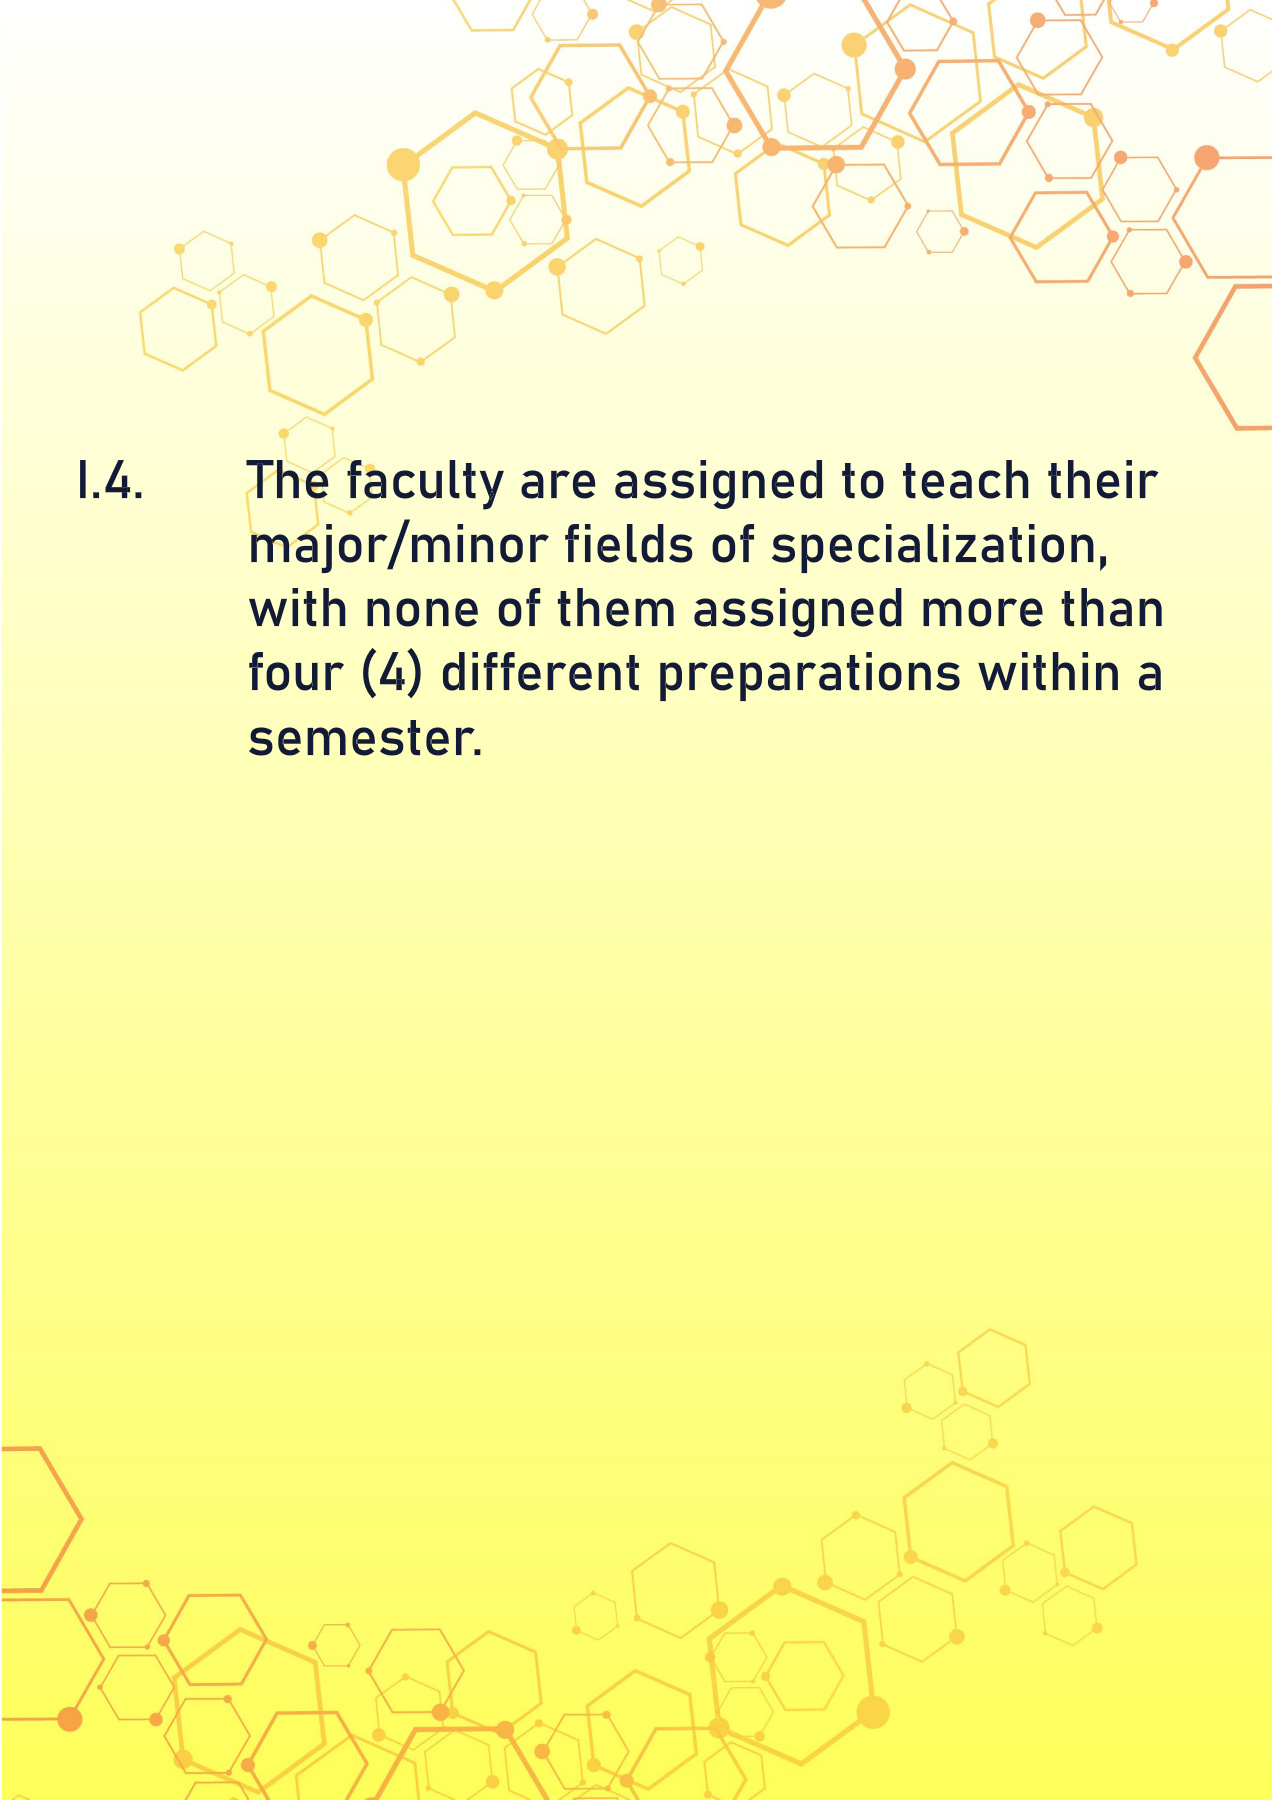 I.4. The faculty are assigned to teach their
major/minor fields of specialization,
with none of them assigned more than
four (4) different preparations within a
semester.